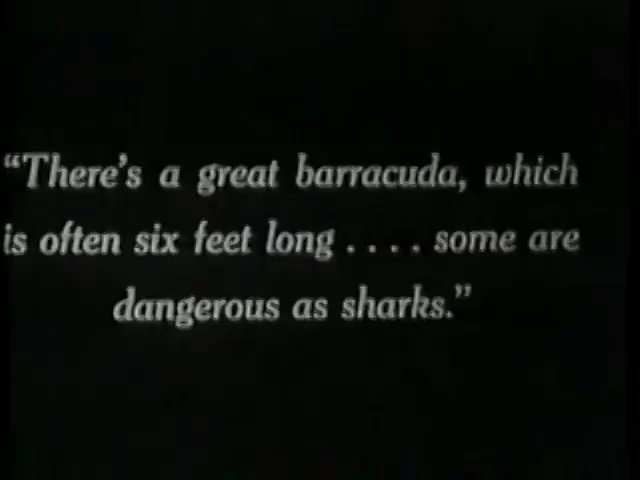 “There’s a great barracuda, which
is often six feet long . . . . some are
dangerous as sharks.”